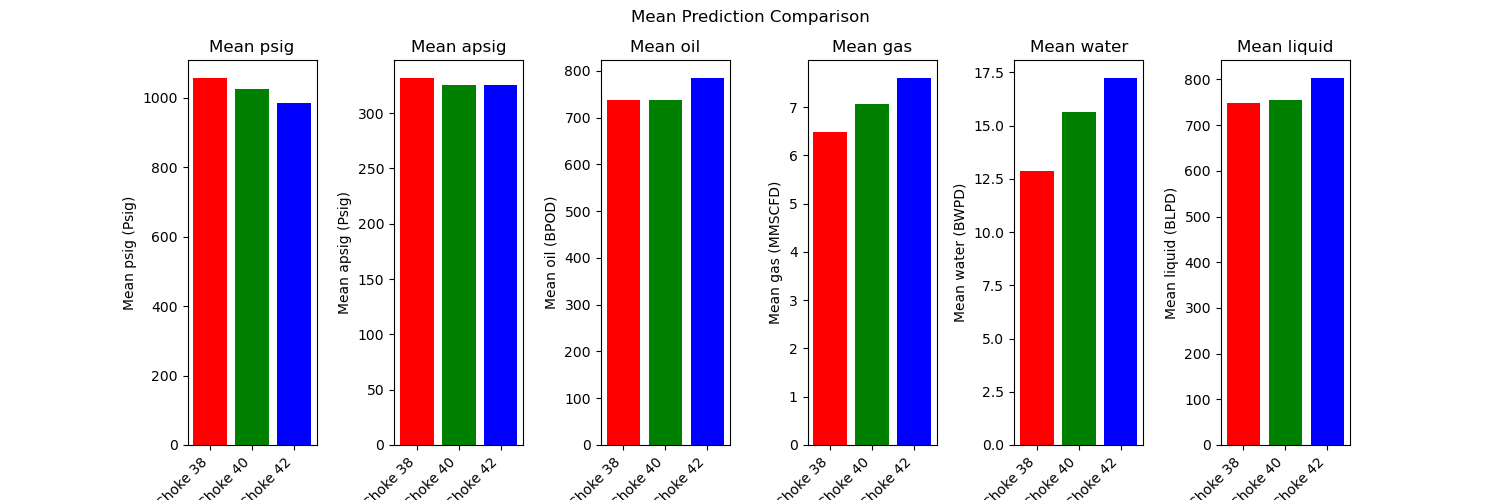 Mean Prediction Comparison
Mean psig
Mean psig (Psig)
1000
800
600
400
200
0
Choke 38
Choke 40
Choke 42
Mean apsig
Mean apsig (Psig)
300
250
200
150
100
50
0
Choke 38
Choke 40
Choke 42
Mean oil
Mean oil (BPOD)
800
700
600
500
400
300
200
100
0
Choke 38
Choke 40
Choke 42
Mean gas
Mean gas (MMSCFD)
7
6
5
4
3
2
1
0
Choke 38
Choke 40
Choke 42
Mean water
Mean water (BWPD)
17.5
15.0
12.5
10.0
7.5
5.0
2.5
0.0
Choke 38
Choke 40
Choke 42
Mean liquid
Mean liquid (BLPD)
800
700
600
500
400
300
200
100
0
Choke 38
Choke 40
Choke 42